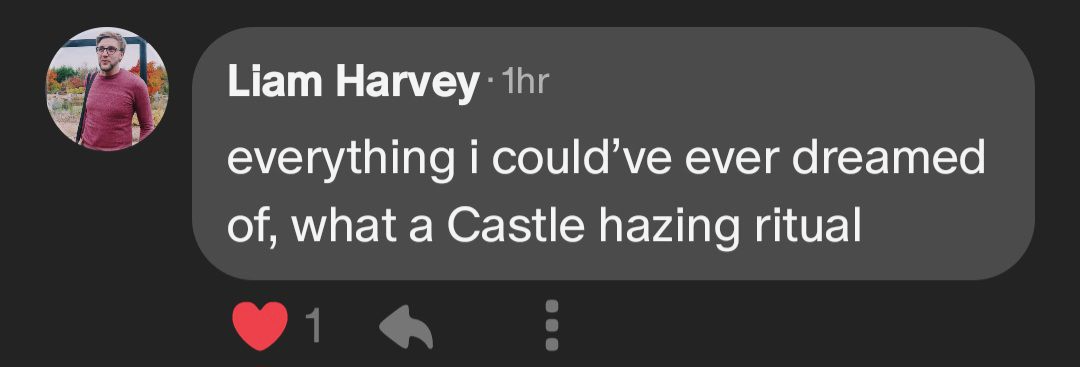 Liam Harvey · 1hr
everything i could’ve ever dreamed
of, what a Castle hazing ritual
1